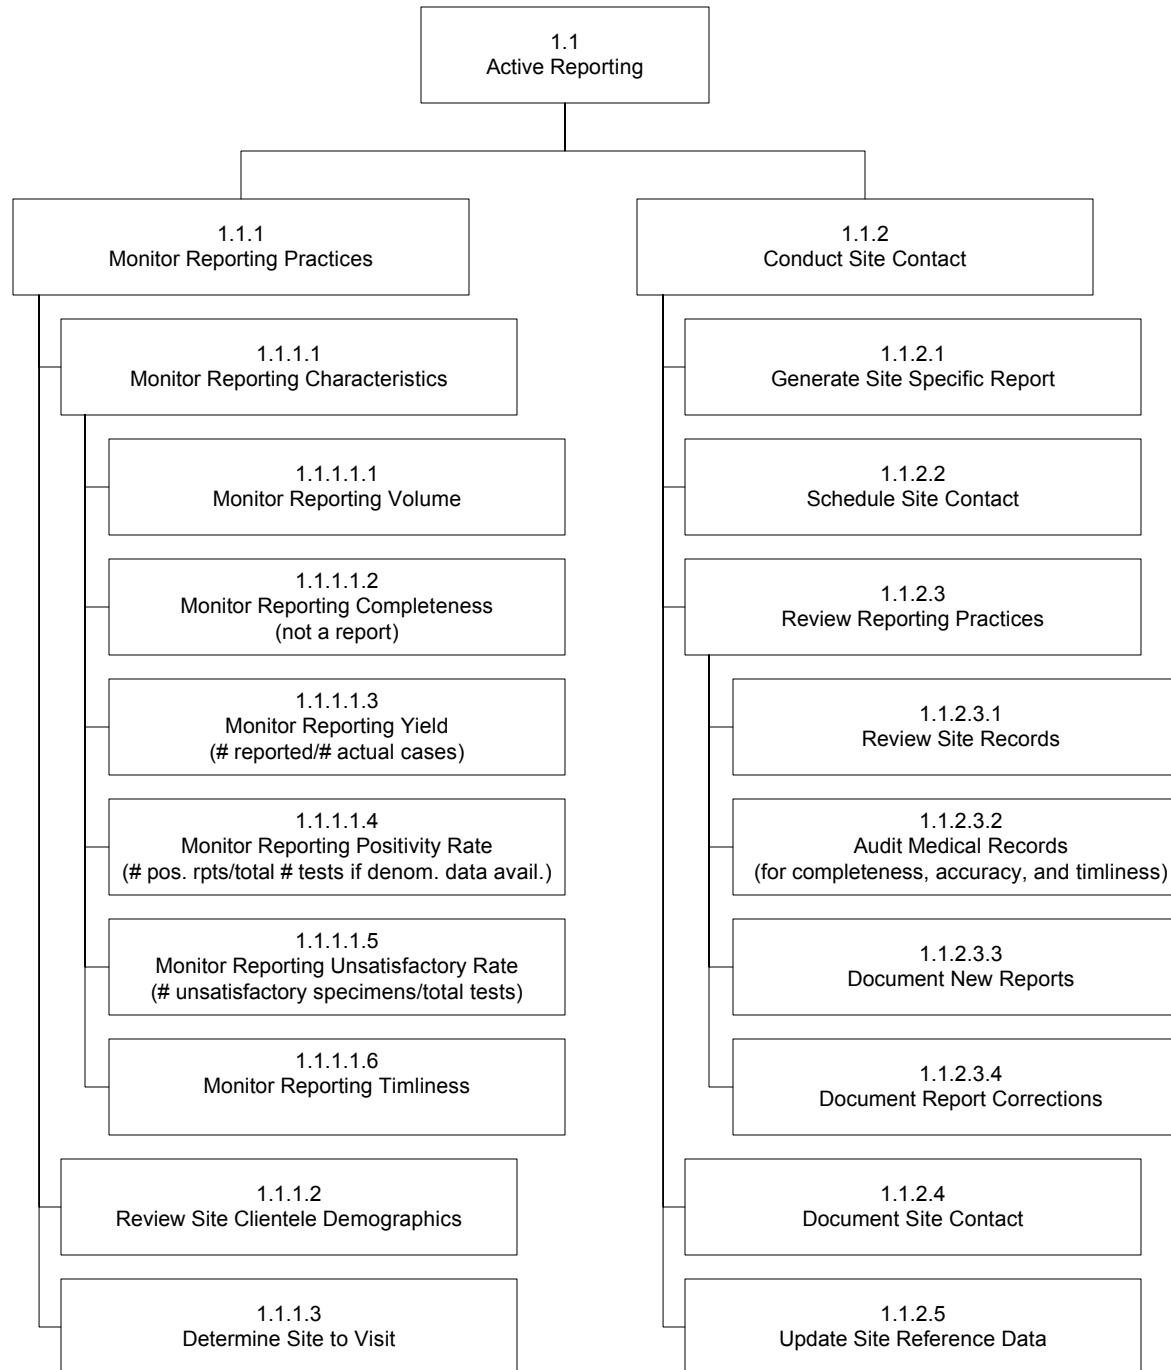 1.1
Active Reporting
1.1.1
Monitor Reporting Practices
1.1.1.1
Monitor Reporting Characteristics
1.1.1.1.1
Monitor Reporting Volume
1.1.1.1.2
Monitor Reporting Completeness
(not a report)
1.1.1.1.3
Monitor Reporting Yield
(# reported/# actual cases)
1.1.1.1.4
Monitor Reporting Positivity Rate
(# pos. rpts/total # tests if denom. data avail.)
1.1.1.1.5
Monitor Reporting Unsatisfactory Rate
(# unsatisfactory specimens/total tests)
1.1.1.1.6
Monitor Reporting Timliness
1.1.1.2
Review Site Clientele Demographics
1.1.1.3
Determine Site to Visit
1.1.2
Conduct Site Contact
1.1.2.1
Generate Site Specific Report
1.1.2.2
Schedule Site Contact
1.1.2.3
Review Reporting Practices
1.1.2.3.1
Review Site Records
1.1.2.3.2
Audit Medical Records
(for completeness, accuracy, and timliness)
1.1.2.3.3
Document New Reports
1.1.2.3.4
Document Report Corrections
1.1.2.4
Document Site Contact
1.1.2.5
Update Site Reference Data